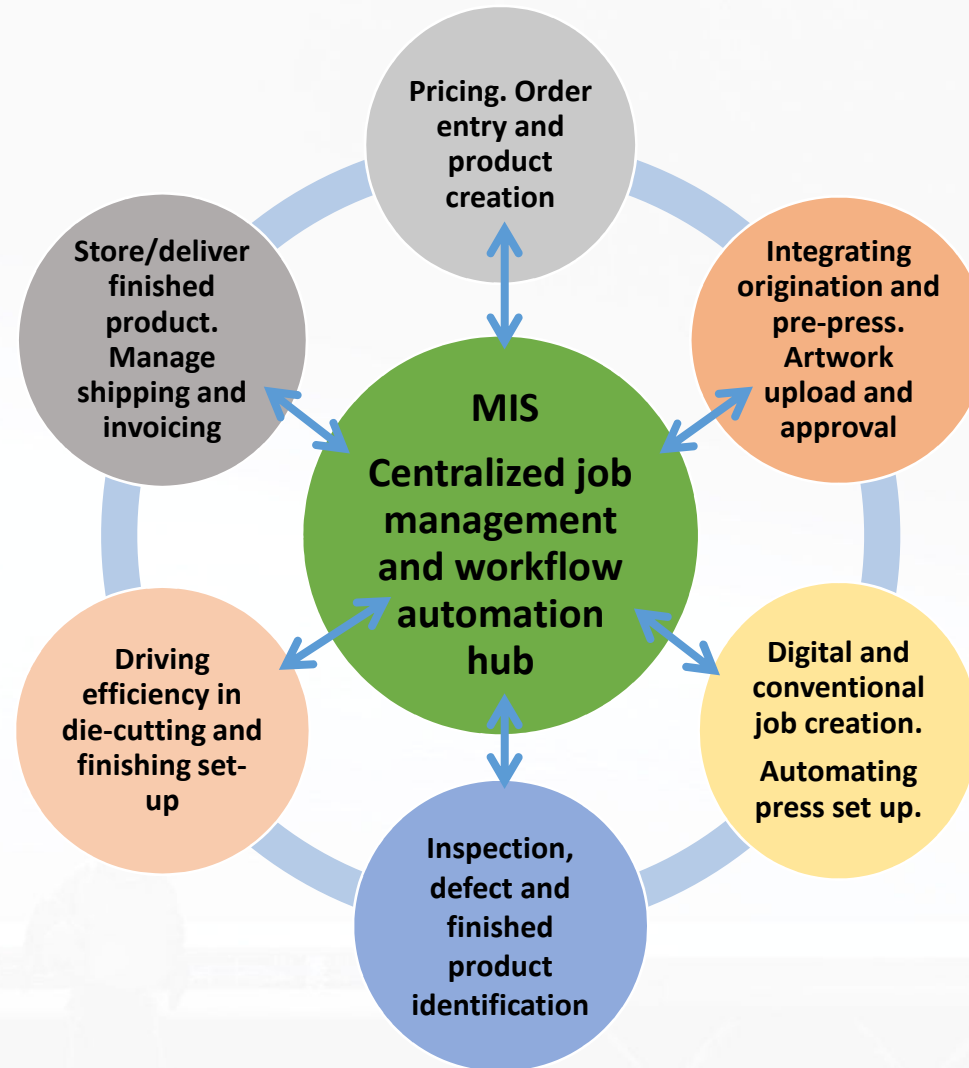 Pricing. Order
entry and
product
creation
Integrating
origination and
pre-press.
Artwork
upload and
approval
Digital and
conventional
job creation.
Automating
press set up.
Inspection,
defect and
finished
product
identification
Driving
efficiency in
die-cutting and
finishing set-
up
Store/deliver
finished
product.
Manage
shipping and
invoicing
MIS
Centralized job
management
and workflow
automation
hub